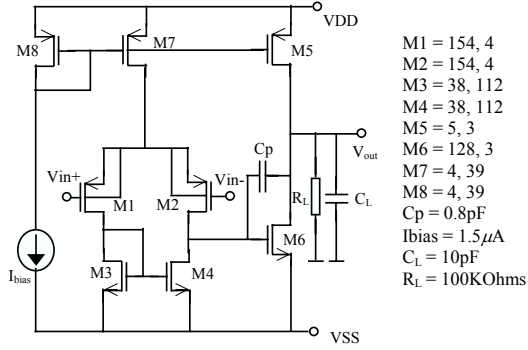 VDD
M8
M7
M5
Vin+
Vin-
M1
M2
Cp
Vout
RL
CL
M6
Ibias
M3
M4
VSS
M1 = 154, 4
M2 = 154, 4
M3 = 38, 112
M4 = 38, 112
M5 = 5, 3
M6 = 128, 3
M7 = 4, 39
M8 = 4, 39
Cp = 0.8pF
Ibias = 1.5μA
CL = 10pF
RL = 100KOhms